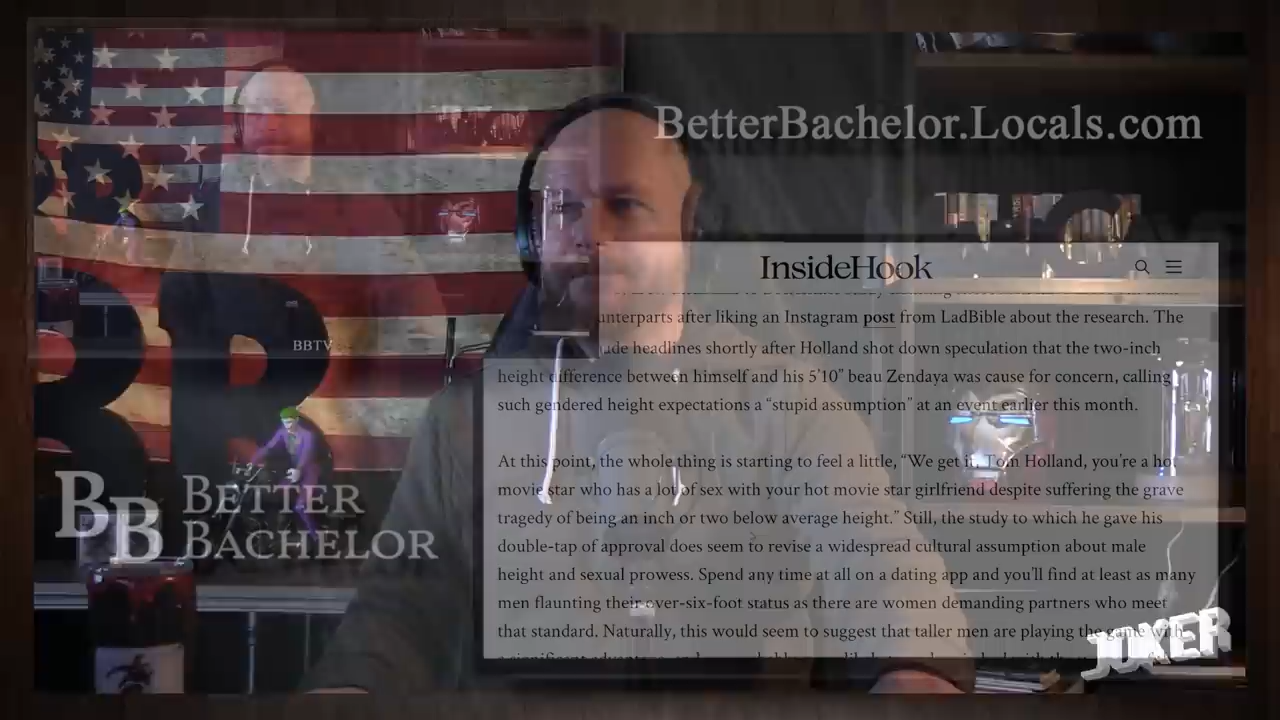 BetterBachelor.Locals.com
InsideHook
counterparts after liking an Instagram post from LadBible about the research. The
made headlines shortly after Holland shot down speculation that the two-inch
height difference between himself and his 5'10” beau Zendaya was cause for concern, calling
such gendered height expectations a “stupid assumption” at an event earlier this month.
At this point, the whole thing is starting to feel a little, “We get it, Tom Holland, you're a hot
movie star who has a lot of sex with your hot movie star girlfriend despite suffering the grave
tragedy of being an inch or two below average height.” Still, the study to which he gave his
double-tap of approval does seem to revise a widespread cultural assumption about male
height and sexual prowess. Spend any time at all on a dating app and you'll find at least as many
men flaunting their over-six-foot status as there are women demanding partners who meet
that standard. Naturally, this would seem to suggest that taller men are playing the game with
BBTV
BB
BB BETTER
BACHELOR
JOKER